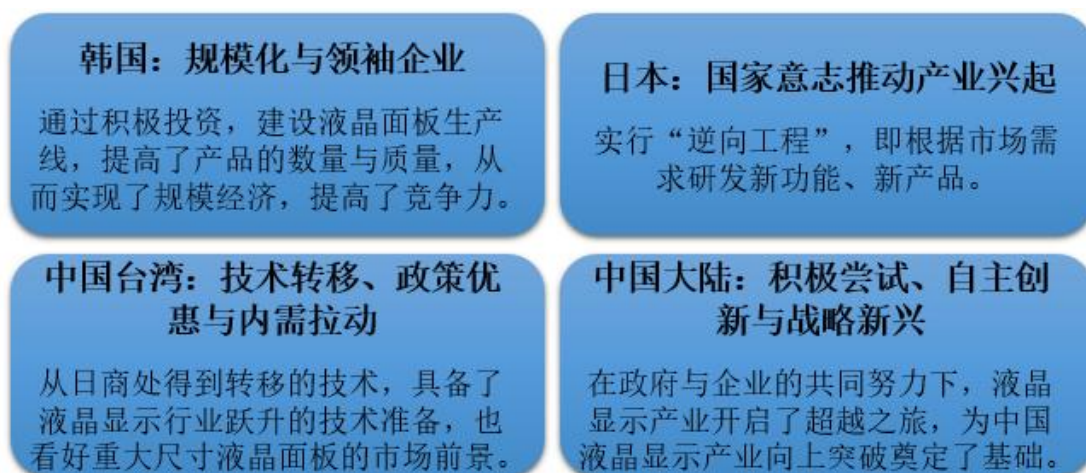 韩国：规模化与领袖企业
通过积极投资，建设液晶面板生产
线，提高了产品的数量与质量，从
而实现了规模经济，提高了竞争力。
日本：国家意志推动产业兴起
实行“逆向工程”，即根据市场需
求研发新功能、新产品。
中国台湾：技术转移、政策优
惠与内需拉动
从日商处得到转移的技术，具备了
液晶显示行业跃升的技术准备，也
看好重大尺寸液晶面板的市场前景。
中国大陆：积极尝试、自主创
新与战略新兴
在政府与企业的共同努力下，液晶
显示产业开启了超越之旅，为中国
液晶显示产业向上突破奠定了基础。